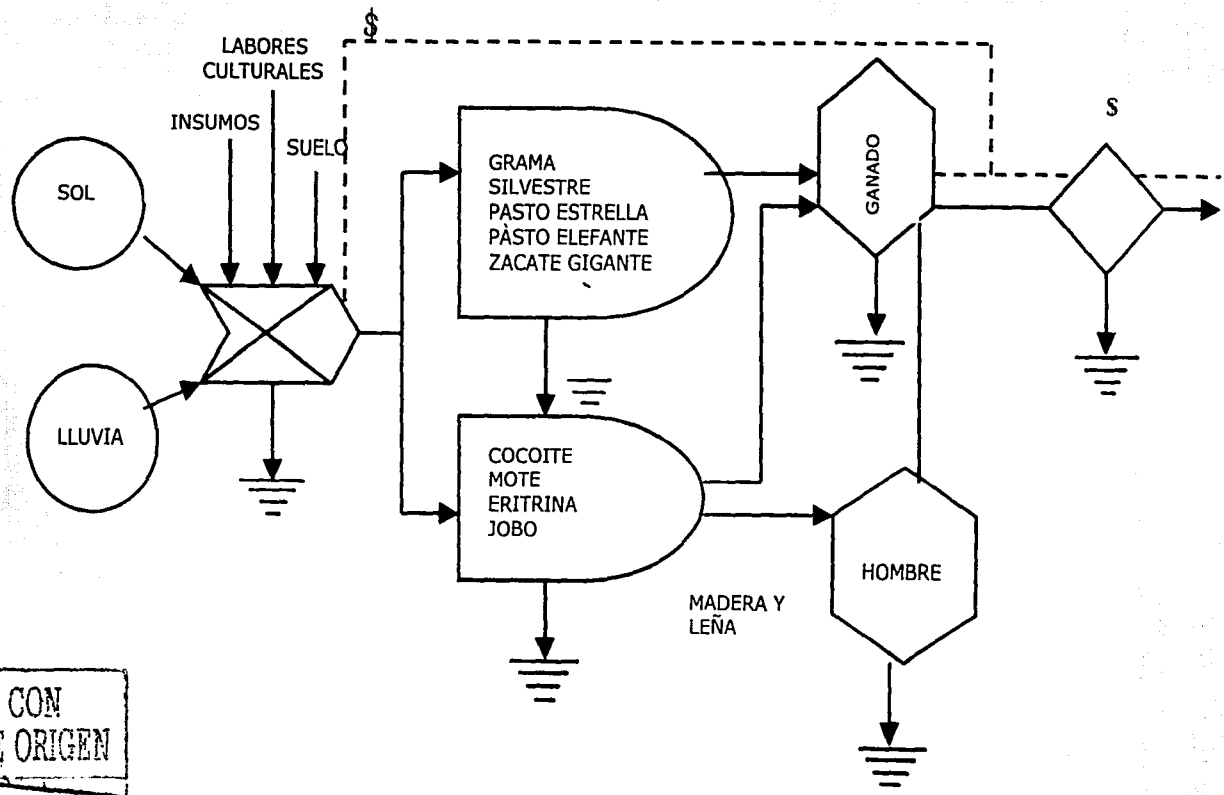 $
LABORES
CULTURALES
INSUMOS
SUELO
SOL
LLUVIA
GRAMA
SILVESTRE
PASTO ESTRELLA
PÀSTO ELEFANTE
ZACATE GIGANTE
GANADO
$
COCOITE
MOTE
ERITRINA
JOBO
HOMBRE
MADERA Y
LEÑA
CON
E ORIGEN